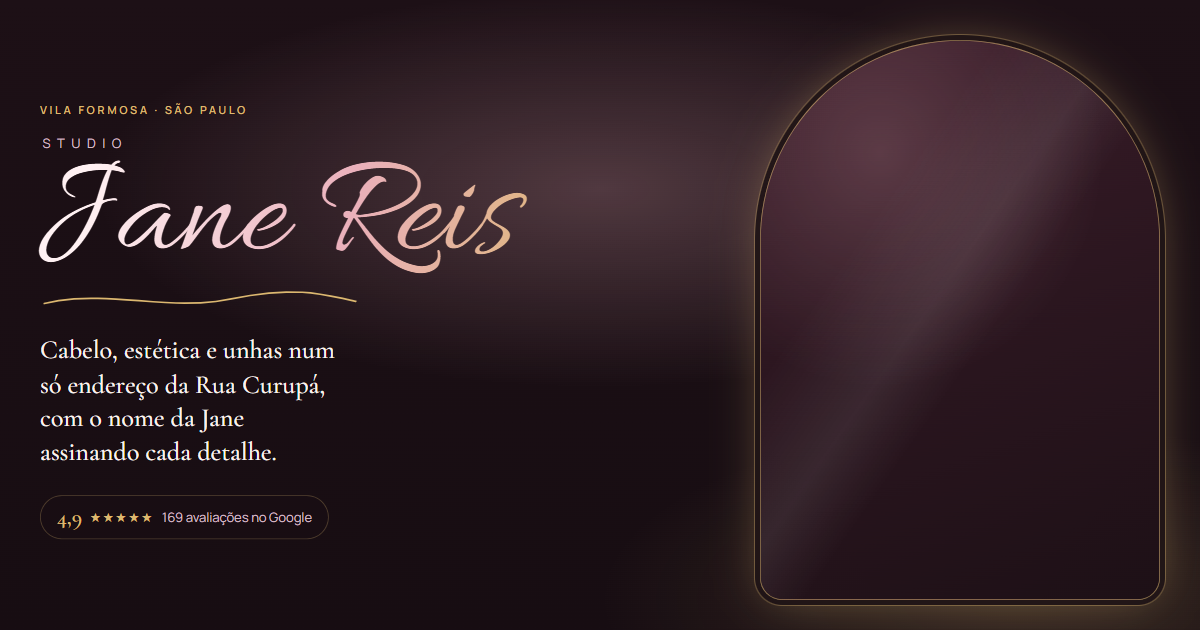 VILA FORMOSA · SÃO PAULO
STUDIO
Jane Reis
Cabelo, estética e unhas num
só endereço da Rua Curupá,
com o nome da Jane
assinando cada detalhe.
4,9 ★★★★★ 169 avaliações no Google